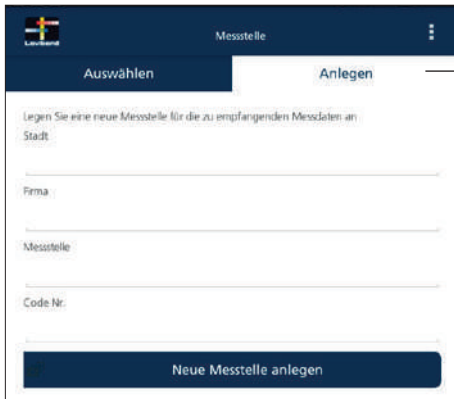 Lovibond
Messstelle
Auswählen Anlegen
Legen Sie eine neue Messstelle für die zu empfangenden Messdaten an
Stadt
Firma
Messstelle
Code Nr.
Neue Messtelle anlegen